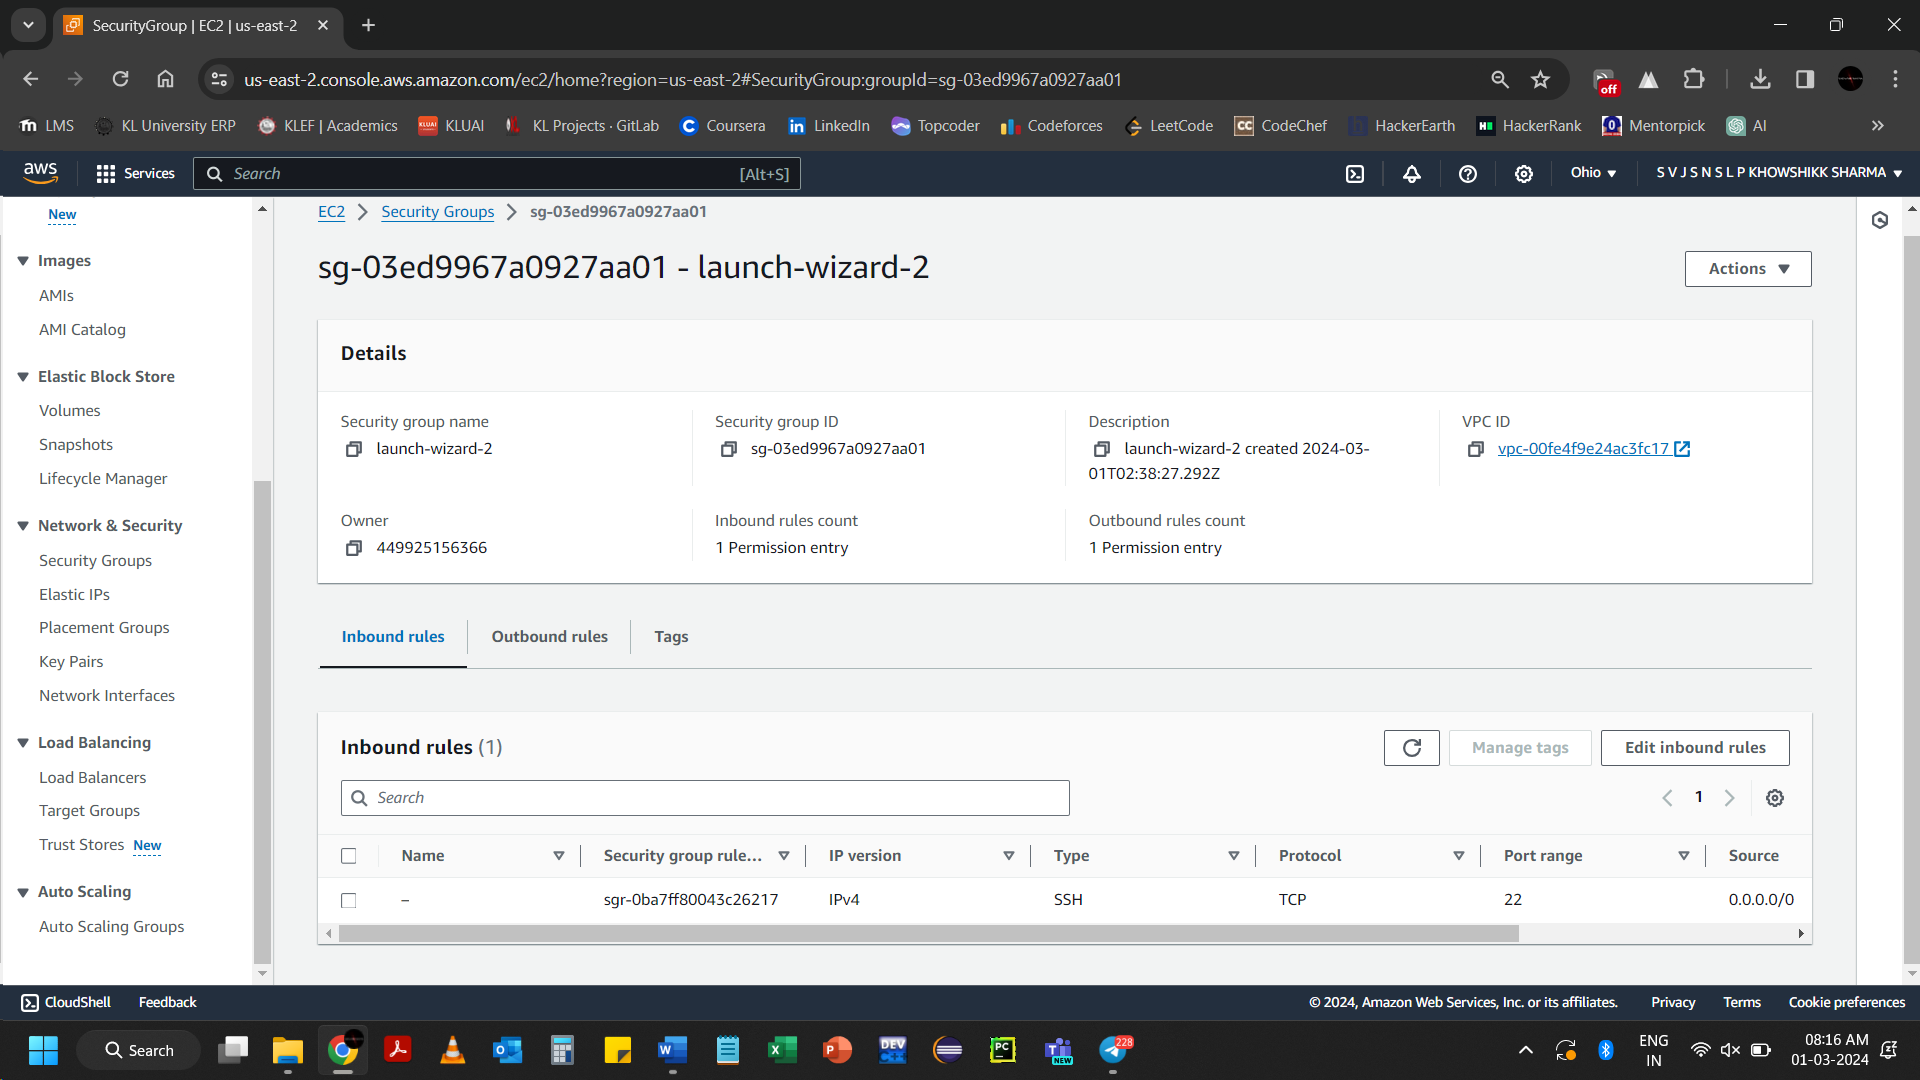 SecurityGroup | EC2 | us-east-2
us-east-2.console.aws.amazon.com/ec2/home?region=us-east-2#SecurityGroup:groupId=sg-03ed9967a0927aa01
off
LMS KL University ERP KLEF | Academics KLUAI KL Projects · GitLab Coursera LinkedIn Topcoder Codeforces LeetCode CodeChef HackerEarth HackerRank Mentorpick AI
aws Services Search [Alt+S] Ohio S V J S N S L P KHOWSHIKK SHARMA
New
Images
AMIs
AMI Catalog
Elastic Block Store
Volumes
Snapshots
Lifecycle Manager
Network & Security
Security Groups
Elastic IPs
Placement Groups
Key Pairs
Network Interfaces
Load Balancing
Load Balancers
Target Groups
Trust Stores New
Auto Scaling
Auto Scaling Groups
EC2 Security Groups sg-03ed9967a0927aa01
sg-03ed9967a0927aa01 - launch-wizard-2
Actions
Details
Security group name
launch-wizard-2
Security group ID
sg-03ed9967a0927aa01
Description
launch-wizard-2 created 2024-03-
01T02:38:27.292Z
VPC ID
vpc-00fe4f9e24ac3fc17
Owner
449925156366
Inbound rules count
1 Permission entry
Outbound rules count
1 Permission entry
Inbound rules Outbound rules Tags
Inbound rules (1)
Manage tags Edit inbound rules
Search
1
Name Security group rule... IP version Type Protocol Port range Source
– sgr-0ba7ff80043c26217 IPv4 SSH TCP 22 0.0.0.0/0
CloudShell Feedback © 2024, Amazon Web Services, Inc. or its affiliates. Privacy Terms Cookie preferences
Search
DEV
PC
NEW
228
ENG
IN
08:16 AM
01-03-2024